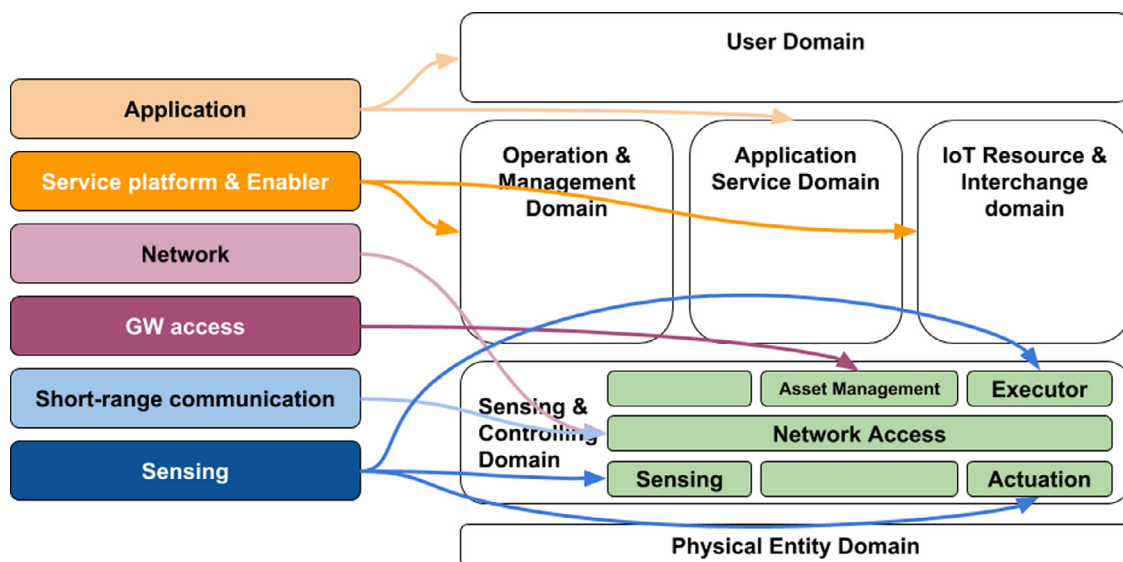 User Domain
Application
Service platform & Enabler
Network
GW access
Short-range communication
Sensing
Operation &
Management
Domain
Application
Service Domain
IoT Resource &
Interchange
domain
Sensing &
Controlling
Domain
Asset Management
Executor
Network Access
Sensing
Actuation
Physical Entity Domain